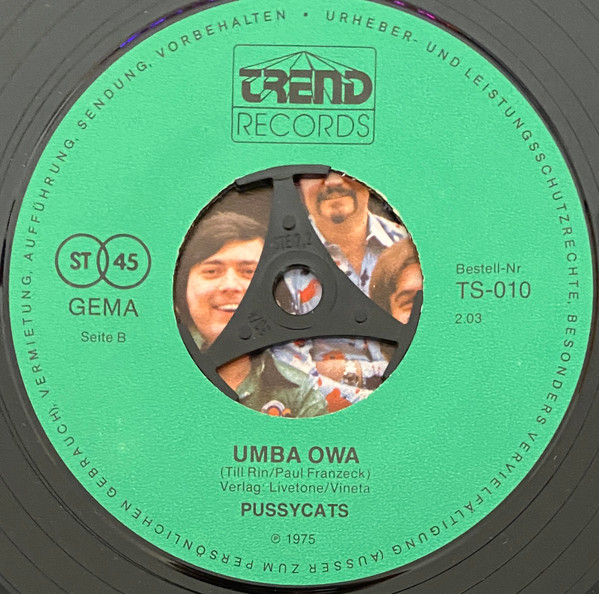 URHEBER- UND LEISTUNGSSCHUTZRECHTE, BESONDERS VERVIELFÄLTIGUNG (AUSSER ZUM PERSÖNLICHEN GEBRAUCH), VERMIETUNG, AUFFÜHRUNG, SENDUNG, VORBEHALTEN •
TREND
RECORDS
ST 45
GEMA
Seite B
Bestell-Nr.
TS-010
2.03
UMBA OWA
(Till Rin/Paul Franzeck)
Verlag: Livetone/Vineta
PUSSYCATS
℗ 1975